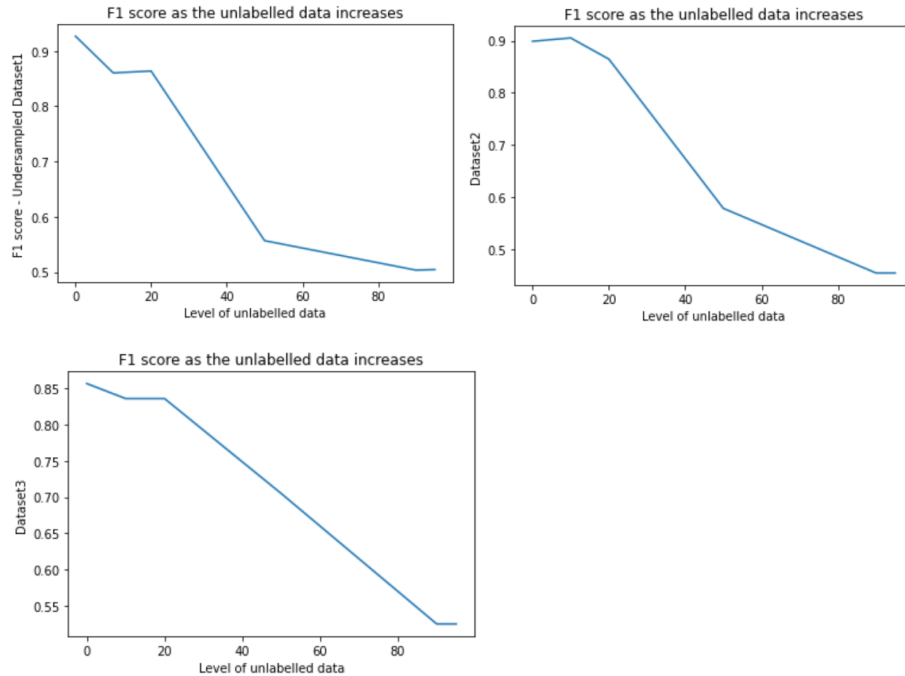 F1 score as the unlabelled data increases
0.9
0.8
0.7
0.6
0.5
F1 score - Undersampled Dataset1
0 20 40 60 80
Level of unlabelled data
F1 score as the unlabelled data increases
0.9
0.8
0.7
0.6
0.5
Dataset2
0 20 40 60 80
Level of unlabelled data
F1 score as the unlabelled data increases
0.85
0.80
0.75
0.70
0.65
0.60
0.55
Dataset3
0 20 40 60 80
Level of unlabelled data